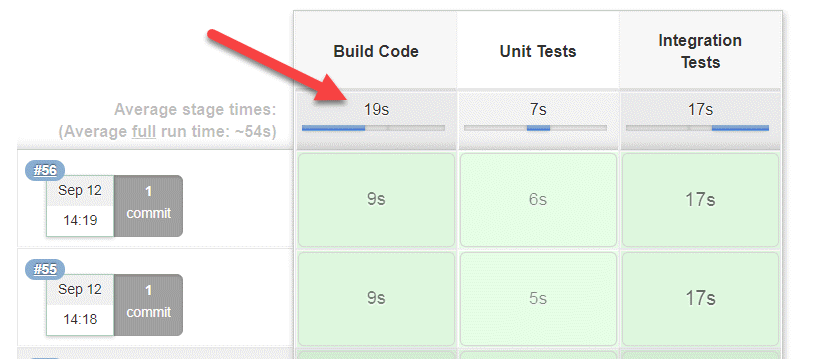 Build Code
Unit Tests
Integration
Tests
Average stage times:
(Average full run time: ~54s)
19s
7s
17s
#56
Sep 12
14:19
1
commit
9s
6s
17s
#55
Sep 12
14:18
1
commit
9s
5s
17s